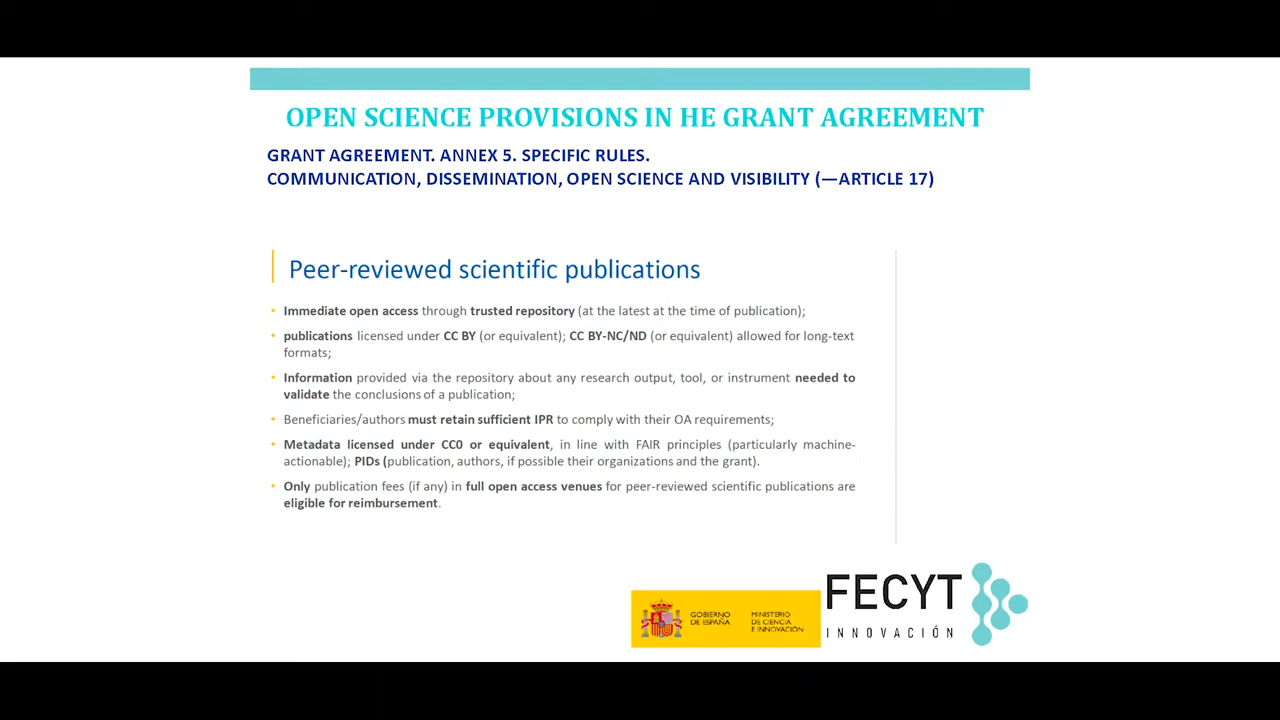 OPEN SCIENCE PROVISIONS IN HE GRANT AGREEMENT
GRANT AGREEMENT. ANNEX 5. SPECIFIC RULES.
COMMUNICATION, DISSEMINATION, OPEN SCIENCE AND VISIBILITY (—ARTICLE 17)
Peer-reviewed scientific publications
• Immediate open access through trusted repository (at the latest at the time of publication);
• publications licensed under CC BY (or equivalent); CC BY-NC/ND (or equivalent) allowed for long-text
formats;
• Information provided via the repository about any research output, tool, or instrument needed to
validate the conclusions of a publication;
• Beneficiaries/authors must retain sufficient IPR to comply with their OA requirements;
• Metadata licensed under CC0 or equivalent, in line with FAIR principles (particularly machine-
actionable); PIDs (publication, authors, if possible their organizations and the grant).
• Only publication fees (if any) in full open access venues for peer-reviewed scientific publications are
eligible for reimbursement.
GOBIERNO
DE ESPAÑA
MINISTERIO
DE CIENCIA
E INNOVACIÓN
FECYT
INNOVACIÓN